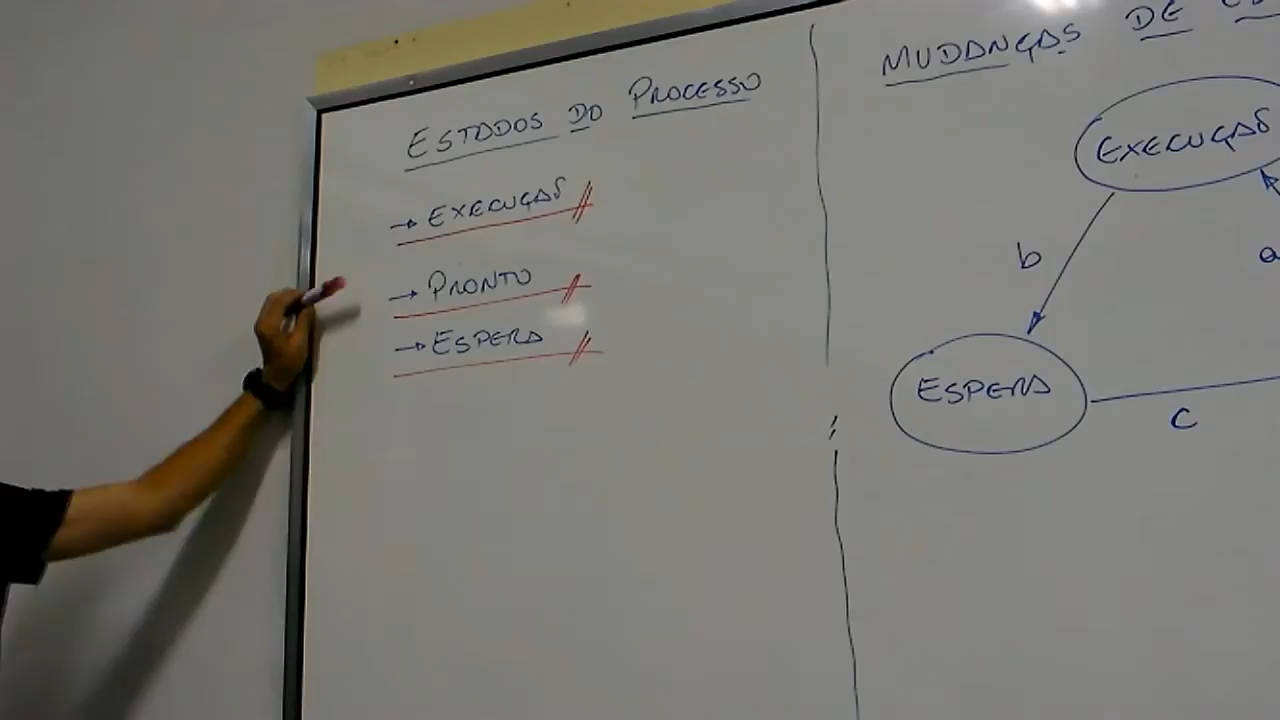 ESTADOS DO PROCESSO
→ EXECUÇÃO
→ PRONTO
→ ESPERA
MUDANÇAS DE
EXECUÇÃO
b
a
ESPERA
c